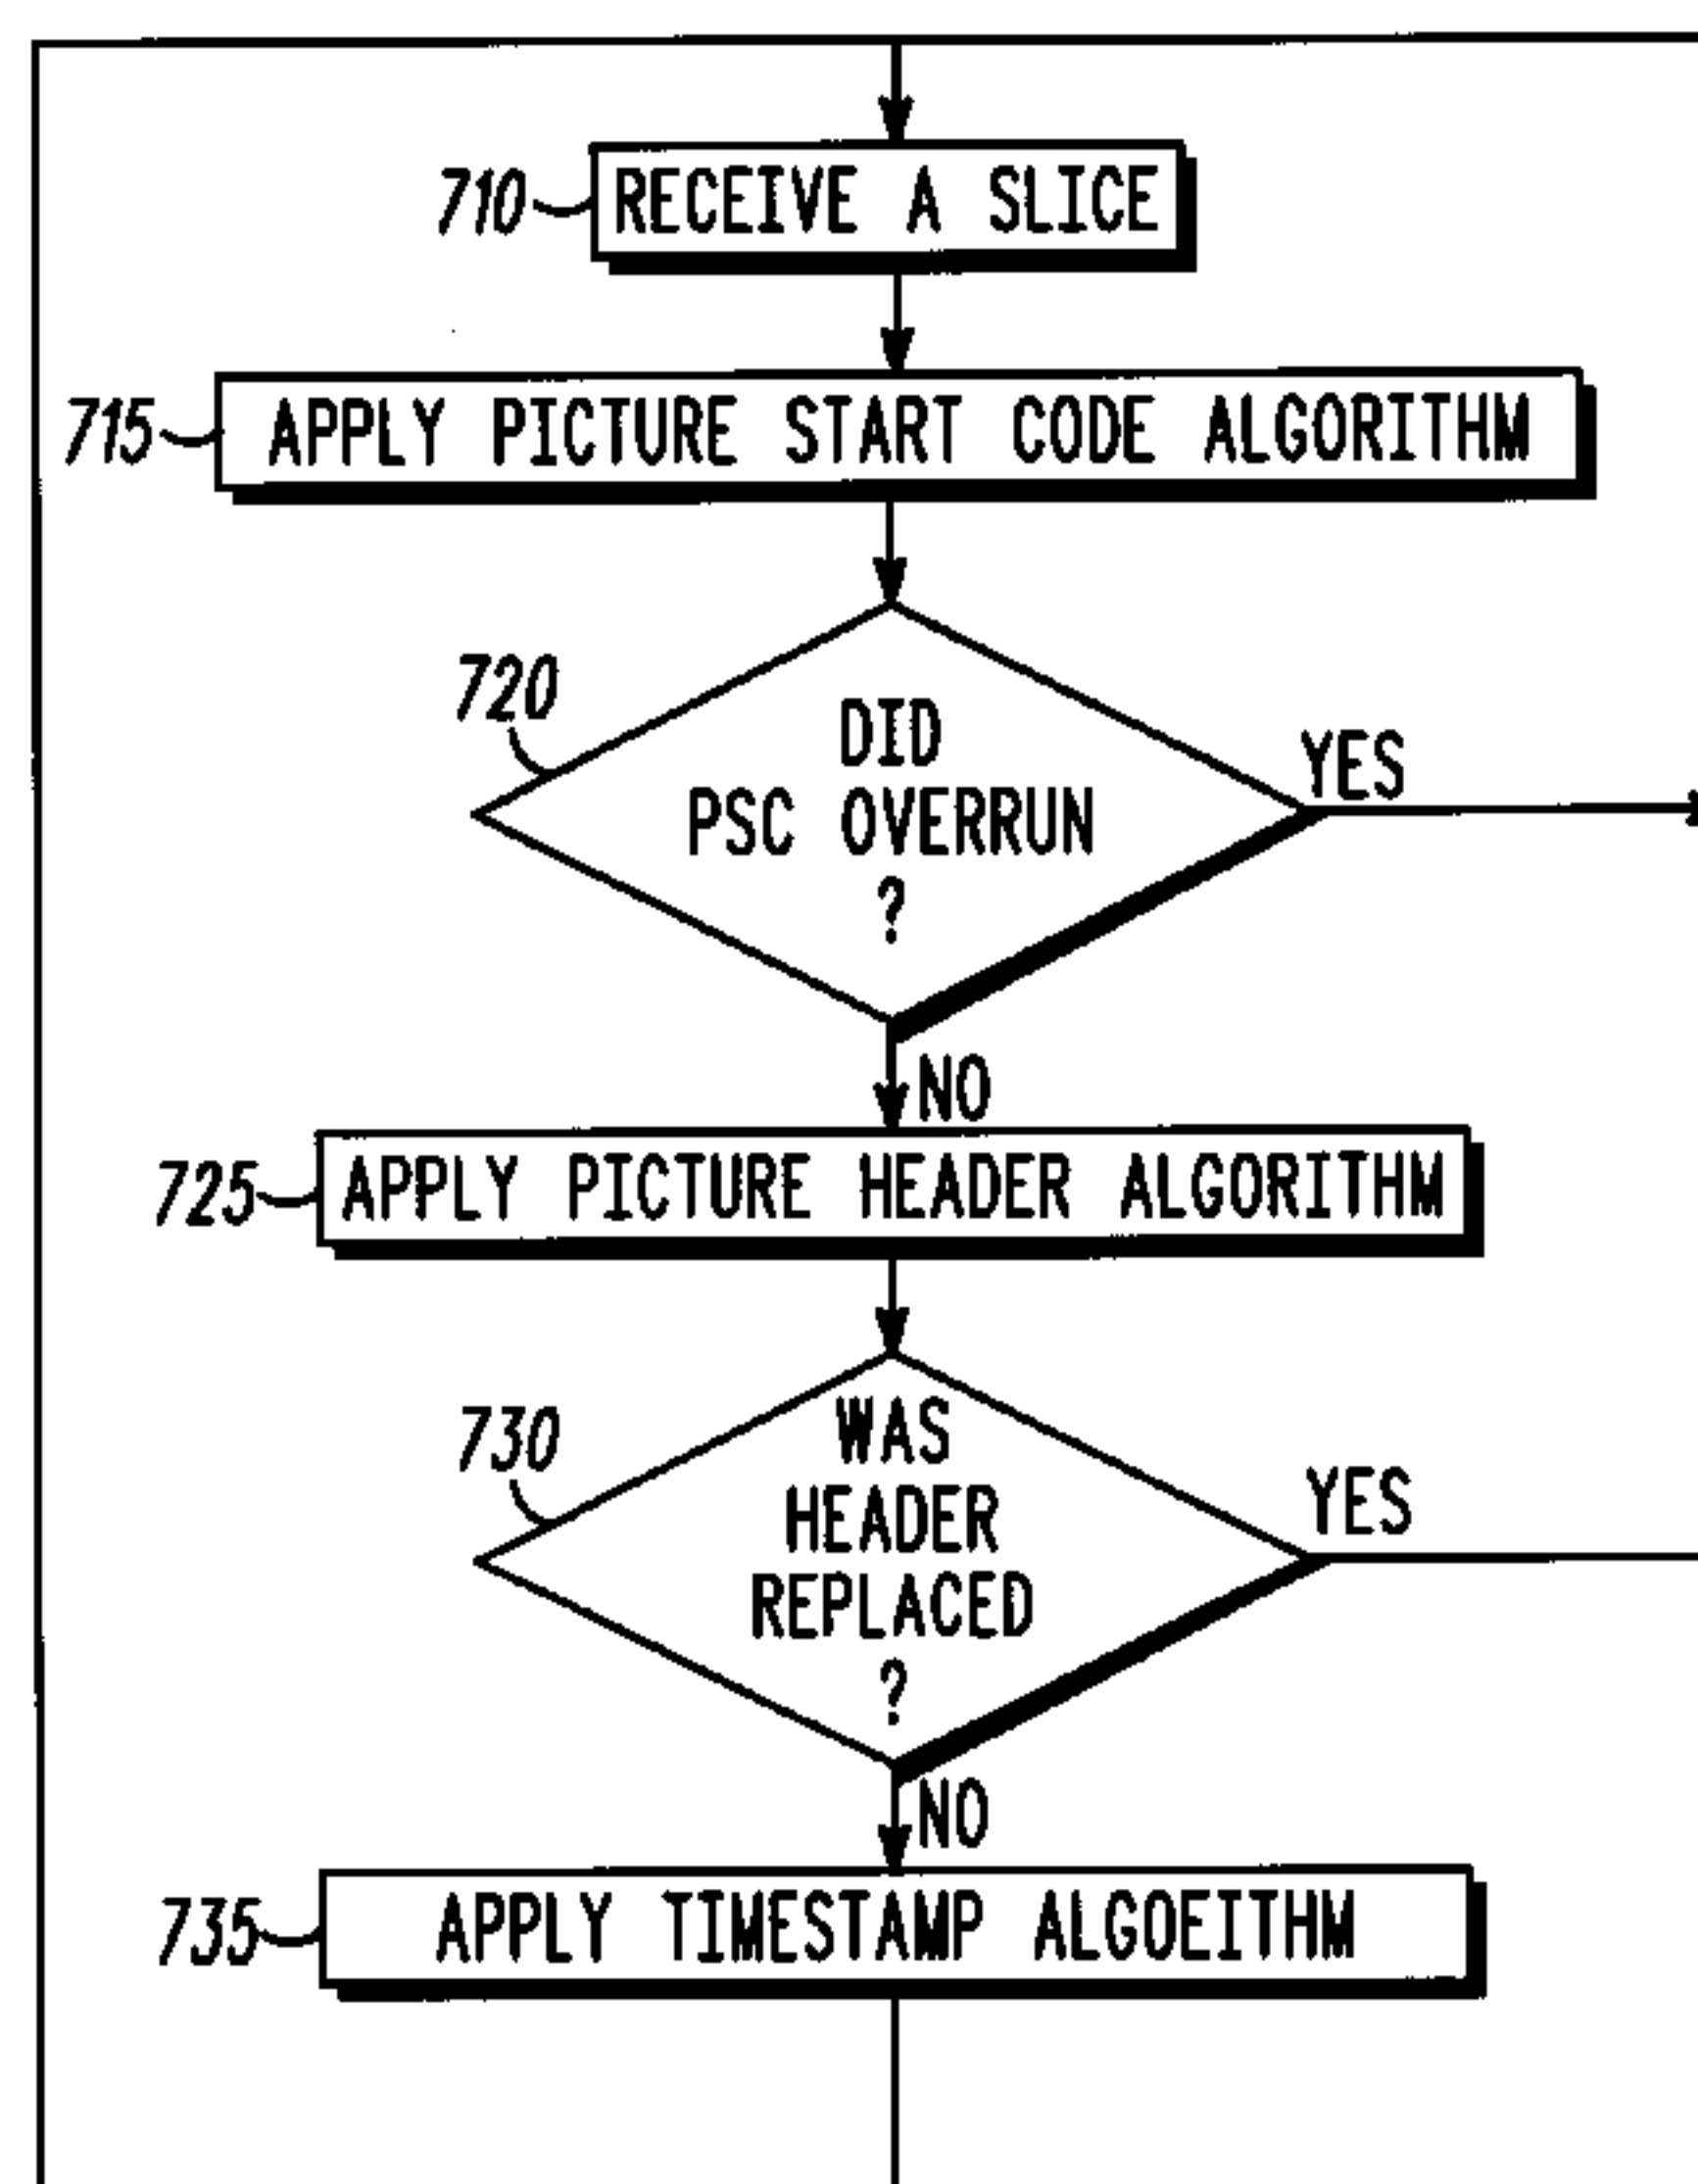 710 RECEIVE A SLICE
715 APPLY PICTURE START CODE ALGORITHM
720
DID
PSC OVERRUN
?
YES
NO
725 APPLY PICTURE HEADER ALGORITHM
730
WAS
HEADER
REPLACED
?
YES
NO
735 APPLY TIMESTAMP ALGOEITHM